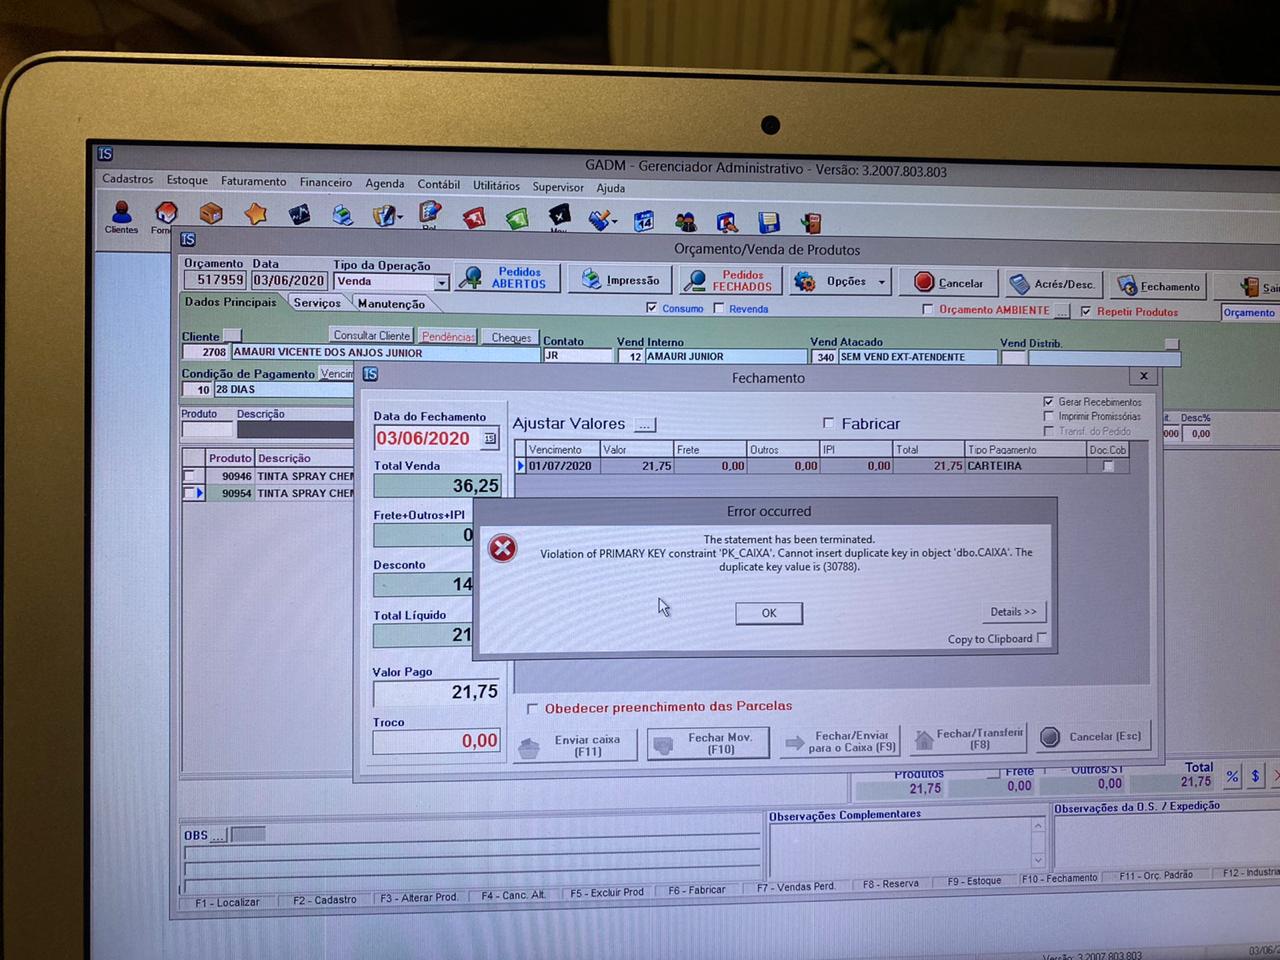 GADM - Gerenciador Administrativo - Versão: 3.2007.803.803
Cadastros Estoque Faturamento Financeiro Agenda Contábil Utilitários Supervisor Ajuda
Clientes
Orçamento/Venda de Produtos
Orçamento Data Tipo da Operação
517959 03/06/2020 Venda
Pedidos ABERTOS
Impressão
Pedidos FECHADOS
Opções
Cancelar
Acrés/Desc.
Fechamento
Dados Principais Serviços Manutenção
Consumo Revenda
Orçamento AMBIENTE ... Repetir Produtos
Orçamento
Cliente Consultar Cliente Pendências Cheques Contato Vend Interno Vend Atacado Vend Distrib.
2708 AMAURI VICENTE DOS ANJOS JUNIOR JR 12 AMAURI JUNIOR 340 SEM VEND EXT-ATENDENTE
Condição de Pagamento
10 28 DIAS
Produto Descrição
Desc%
0,00
Produto Descrição
90946 TINTA SPRAY
90954 TINTA SPRAY
Fechamento
x
Data do Fechamento
03/06/2020 15
Ajustar Valores ...
Fabricar
Gerar Recebimentos
Imprimir Promissórias
Transf. do Pedido
Vencimento Valor Frete Outros IPI Total Tipo Pagamento Doc.Cob
01/07/2020 21,75 0,00 0,00 0,00 21,75 CARTEIRA
Total Venda
36,25
Frete+Outros+IPI
0
Desconto
14
Total Líquido
21
Valor Pago
21,75
Troco
0,00
Error occurred
The statement has been terminated.
Violation of PRIMARY KEY constraint 'PK_CAIXA'. Cannot insert duplicate key in object 'dbo.CAIXA'. The
duplicate key value is (30788).
OK
Details >>
Copy to Clipboard
Obedecer preenchimento das Parcelas
Enviar caixa (F11)
Fechar Mov. (F10)
Fechar/Enviar para o Caixa (F9)
Fechar/Transferir (F8)
Cancelar (Esc)
Produtos Frete Outros/ST Total
21,75 0,00 0,00 21,75 % $
OBS ...
Observações Complementares
Observações da O.S. / Expedição
F1 - Localizar F2 - Cadastro F3 - Alterar Prod. F4 - Canc. Alt. F5 - Excluir Prod F6 - Fabricar F7 - Vendas Perd. F8 - Reserva F9 - Estoque F10 - Fechamento F11 - Orç. Padrão F12 -
Versão: 3.2007.803.803